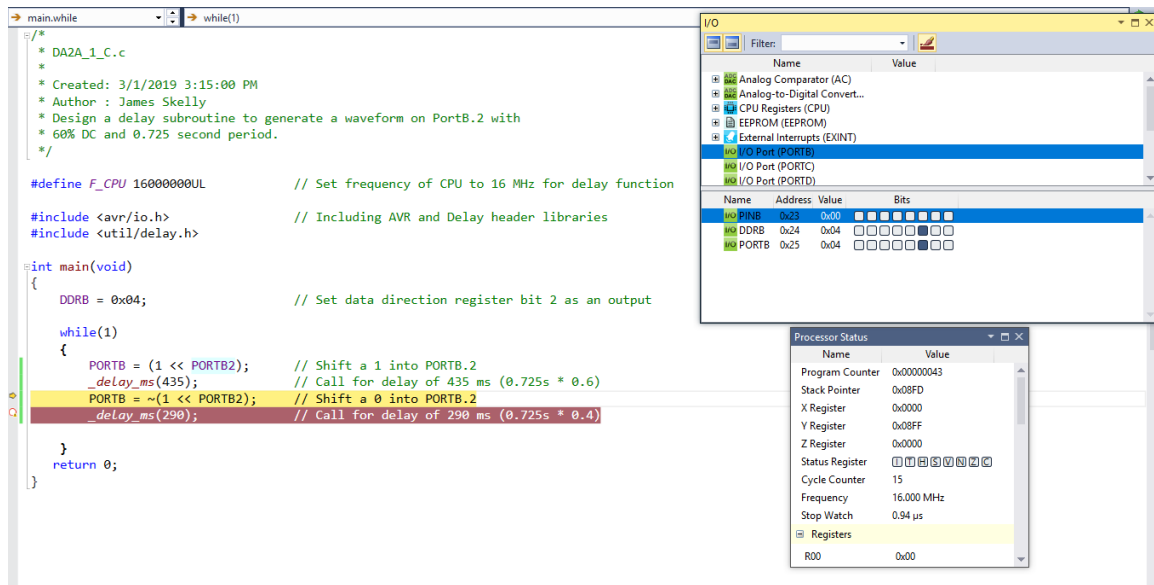 main.while
while(1)
/*
* DA2A_1_C.c
*
* Created: 3/1/2019 3:15:00 PM
* Author : James Skelly
* Design a delay subroutine to generate a waveform on PortB.2 with
* 60% DC and 0.725 second period.
*/
#define F_CPU 16000000UL // Set frequency of CPU to 16 MHz for delay function
#include <avr/io.h> // Including AVR and Delay header libraries
#include <util/delay.h>
int main(void)
{
DDRB = 0x04; // Set data direction register bit 2 as an output
while(1)
{
PORTB = (1 << PORTB2); // Shift a 1 into PORTB.2
_delay_ms(435); // Call for delay of 435 ms (0.725s * 0.6)
PORTB = ~(1 << PORTB2); // Shift a 0 into PORTB.2
_delay_ms(290); // Call for delay of 290 ms (0.725s * 0.4)
}
return 0;
}
I/O
Filter:
Name Value
Analog Comparator (AC)
Analog-to-Digital Convert...
CPU Registers (CPU)
EEPROM (EEPROM)
External Interrupts (EXINT)
I/O I/O Port (PORTB)
I/O I/O Port (PORTC)
I/O I/O Port (PORTD)
Name Address Value Bits
I/O PINB 0x23 0x00
I/O DDRB 0x24 0x04
I/O PORTB 0x25 0x04
Processor Status
Name Value
Program Counter 0x00000043
Stack Pointer 0x08FD
X Register 0x0000
Y Register 0x08FF
Z Register 0x0000
Status Register I T H S V N Z C
Cycle Counter 15
Frequency 16.000 MHz
Stop Watch 0.94 µs
Registers
R00 0x00